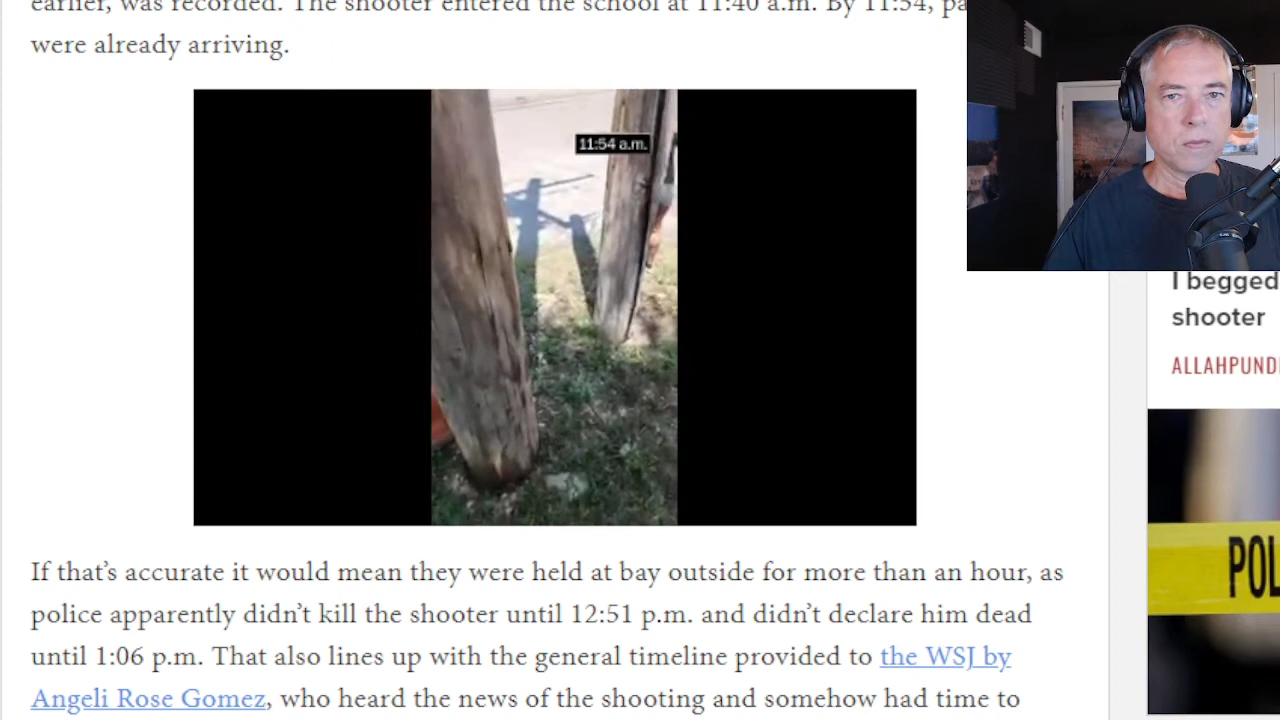 earlier, was recorded. The shooter entered the school at 11:40 a.m. By 11:54, pa
were already arriving.
11:54 a.m.
If that’s accurate it would mean they were held at bay outside for more than an hour, as
police apparently didn’t kill the shooter until 12:51 p.m. and didn’t declare him dead
until 1:06 p.m. That also lines up with the general timeline provided to the WSJ by
Angeli Rose Gomez, who heard the news of the shooting and somehow had time to
I begged
shooter
ALLAHPUND
POL